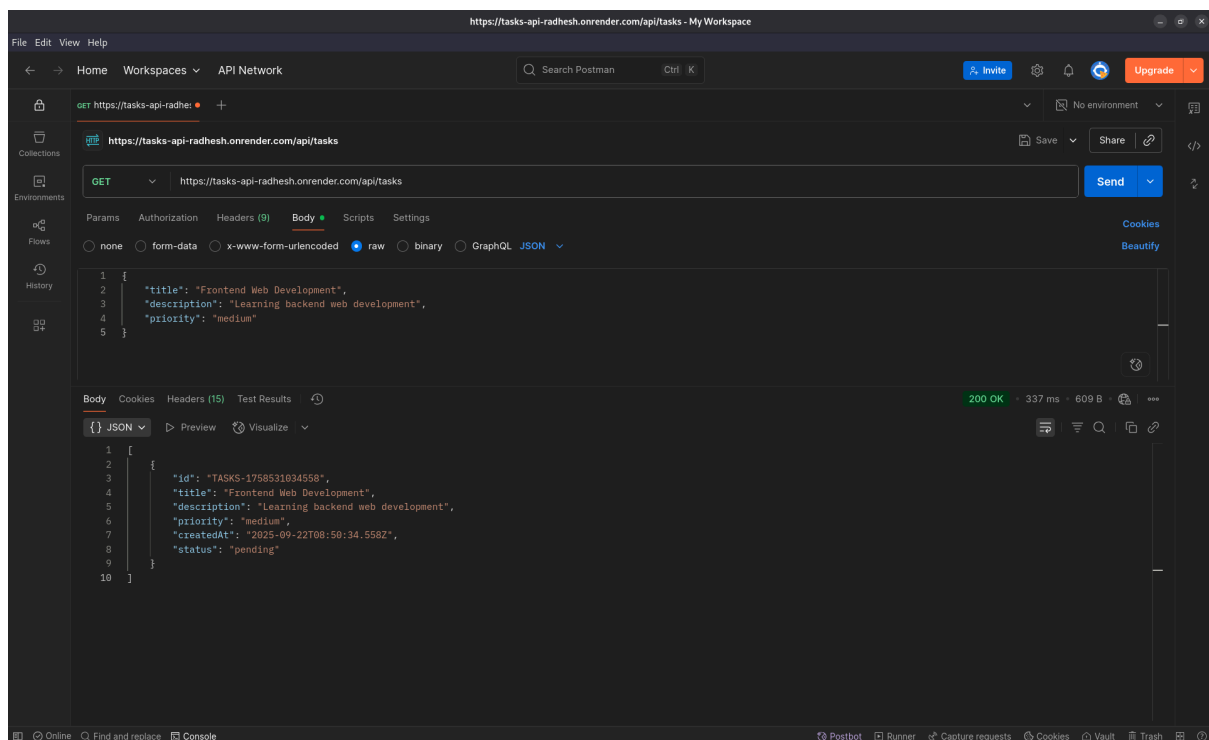 https://tasks-api-radhesh.onrender.com/api/tasks - My Workspace
File Edit View Help
Home Workspaces API Network Search Postman Ctrl K Invite Upgrade
GET https://tasks-api-radhe: No environment
Collections
Environments
Flows
History
HTTP https://tasks-api-radhesh.onrender.com/api/tasks Save Share
GET https://tasks-api-radhesh.onrender.com/api/tasks Send
Params Authorization Headers (9) Body Scripts Settings Cookies
none form-data x-www-form-urlencoded raw binary GraphQL JSON Beautify
1 {
2 "title": "Frontend Web Development",
3 "description": "Learning backend web development",
4 "priority": "medium"
5 }
Body Cookies Headers (15) Test Results 200 OK • 337 ms • 609 B
{} JSON Preview Visualize
1 [
2 {
3 "id": "TASKS-1758531034558",
4 "title": "Frontend Web Development",
5 "description": "Learning backend web development",
6 "priority": "medium",
7 "createdAt": "2025-09-22T08:50:34.558Z",
8 "status": "pending"
9 }
10 ]
Online Find and replace Console Postbot Runner Capture requests Cookies Vault Trash